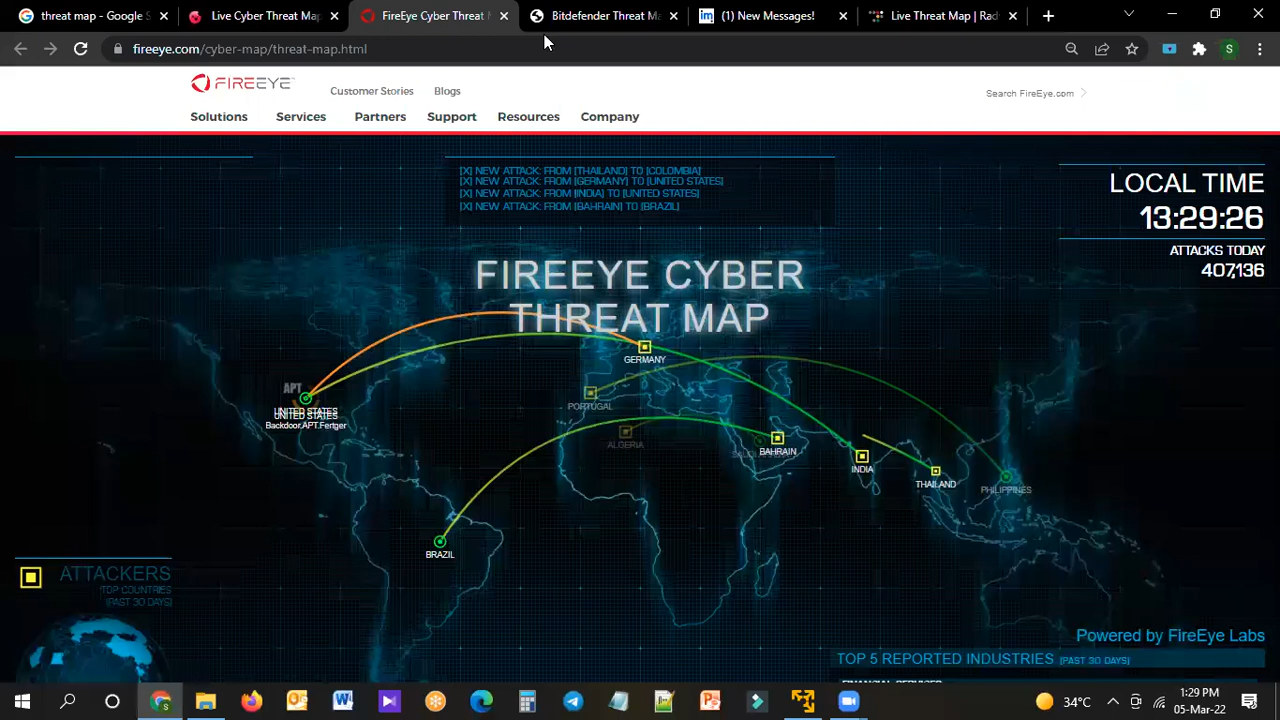 threat map - Google S
Live Cyber Threat Map
FireEye Cyber Threat M
Bitdefender Threat Ma
(1) New Messages!
Live Threat Map | Rad
fireeye.com/cyber-map/threat-map.html
S
FIREEYE
Customer Stories
Blogs
Search FireEye.com
Solutions
Services
Partners
Support
Resources
Company
[X] NEW ATTACK: FROM [THAILAND] TO [COLOMBIA]
[X] NEW ATTACK: FROM [GERMANY] TO [UNITED STATES]
[X] NEW ATTACK: FROM [INDIA] TO [UNITED STATES]
[X] NEW ATTACK: FROM [BAHRAIN] TO [BRAZIL]
LOCAL TIME
13:29:26
ATTACKS TODAY
407,136
FIREEYE CYBER
THREAT MAP
GERMANY
APT
PORTUGAL
UNITED STATES
UNITED STATES
Backdoor.APT.Fertger
ALGERIA
BAHRAIN
INDIA
THAILAND
PHILIPPINES
BRAZIL
ATTACKERS
TOP COUNTRIES
(PAST 30 DAYS)
Powered by FireEye Labs
TOP 5 REPORTED INDUSTRIES [PAST 30 DAYS]
FINANCIAL SERVICES
34°C
1:29 PM
05-Mar-22